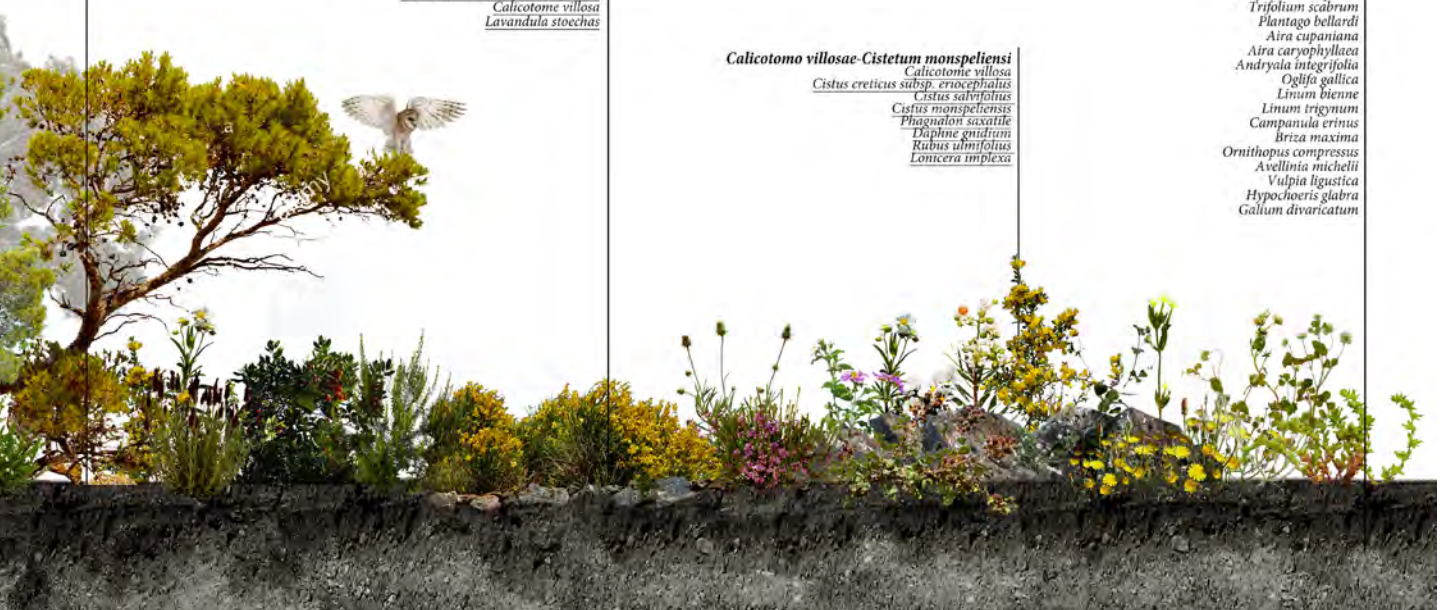 Calicotome villosa
Lavandula stoechas
Calicotomo villosae-Cistetum monspeliensi
Calicotome villosa
Cistus creticus subsp. eriocephalus
Cistus salvifolius
Cistus monspeliensis
Phagnalon saxatile
Daphne gnidium
Rubus ulmifolius
Lonicera implexa
Trifolium scabrum
Plantago bellardi
Aira cupaniana
Aira caryophyllaea
Andryala integrifolia
Oglifa gallica
Linum bienne
Linum trigynum
Campanula erinus
Briza maxima
Ornithopus compressus
Avellinia michelii
Vulpia ligustica
Hypochoeris glabra
Galium divaricatum